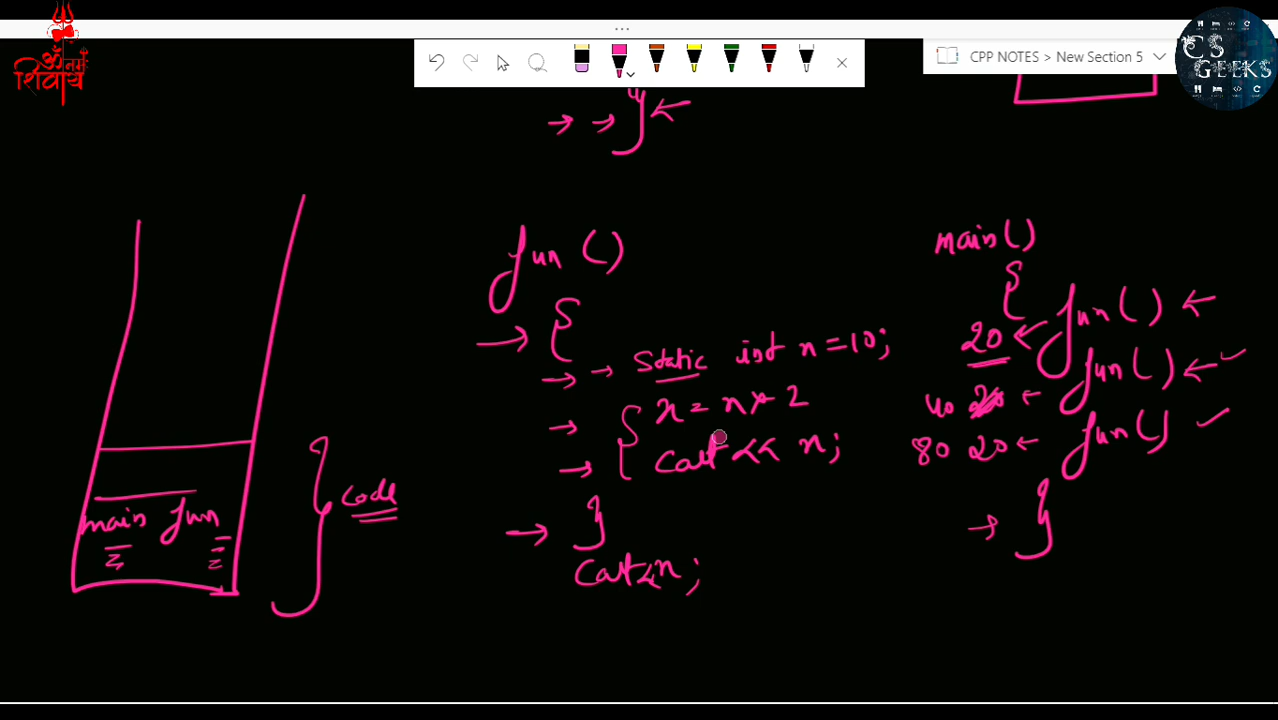 ॐ नमः
शिवाय
CPP NOTES > New Section 5
CS
GEEKS
fun ()
{
static int x = 10;
x = x * 2
cout << x;
}
cout << x;
main()
{
20 ← fun ()
40 20 ← fun ()
80 20 ← fun ()
}
main fun
code